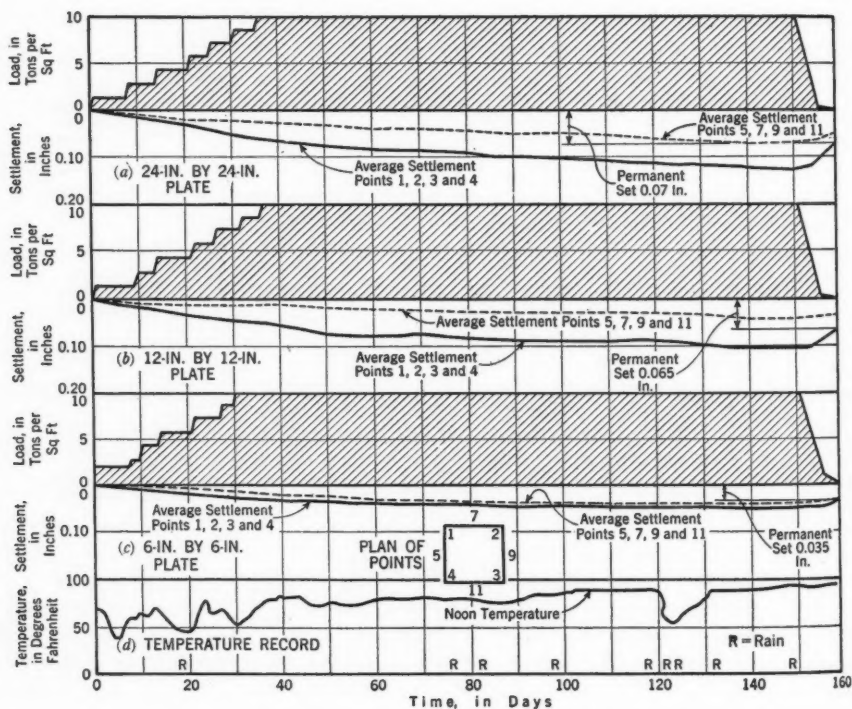 Load, in
Tons per
Sq Ft
10
5
0
Settlement,
in
Inches
0
0.10
0.20
(a) 24-IN. BY 24-IN.
PLATE
Average Settlement
Points 1, 2, 3 and 4
Average Settlement
Points 5, 7, 9 and 11
Permanent
Set 0.07 In.
Load, in
Tons per
Sq Ft
10
5
0
Settlement,
in
Inches
0
0.10
0.20
(b) 12-IN. BY 12-IN.
PLATE
Average Settlement Points 5, 7, 9 and 11
Average Settlement
Points 1, 2, 3 and 4
Permanent
Set 0.065
In.
Load, in
Tons per
Sq Ft
10
5
0
Settlement,
in
Inches
0
0.10
Average Settlement
Points 1, 2, 3 and 4
(c) 6-IN. BY 6-IN.
PLATE
PLAN OF
POINTS
7
1 2
5 9
4 3
11
Average Settlement
Points 5, 7, 9 and 11
Permanent
Set 0.035
In.
Temperature,
in Degrees
Fahrenheit
100
50
0
Noon Temperature
(d) TEMPERATURE RECORD
R = Rain
R R R R R R R R R
0 20 40 60 80 100 120 140 160
Time, in Days